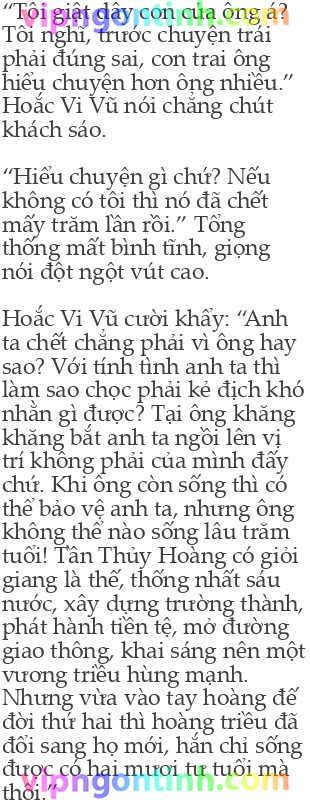 vipngontinh.com
“Tôi giật dây con của ông á?
Tôi nghĩ, trước chuyện trái
phải đúng sai, con trai ông
hiểu chuyện hơn ông nhiều.”
Hoắc Vi Vũ nói chẳng chút
khách sáo.
“Hiểu chuyện gì chứ? Nếu
không có tôi thì nó đã chết
mấy trăm lần rồi.” Tổng
thống mất bình tĩnh, giọng
nói đột ngột vút cao.
Hoắc Vi Vũ cười khẩy: “Anh
ta chết chẳng phải vì ông hay
sao? Với tính tình anh ta thì
làm sao chọc phải kẻ địch khó
nhằn gì được? Tại ông khăng
khăng bắt anh ta ngồi lên vị
trí không phải của mình đấy
chứ. Khi ông còn sống thì có
thể bảo vệ anh ta, nhưng ông
không thể nào sống lâu trăm
tuổi! Tần Thủy Hoàng có giỏi
giang là thế, thống nhất sáu
nước, xây dựng trường thành,
phát hành tiền tệ, mở đường
giao thông, khai sáng nên một
vương triều hùng mạnh.
Nhưng vừa vào tay hoàng đế
đời thứ hai thì hoàng triều đã
đổi sang họ mới, hắn chỉ sống
được có hai mươi tư tuổi mà
thôi.”
vipngontinh.com